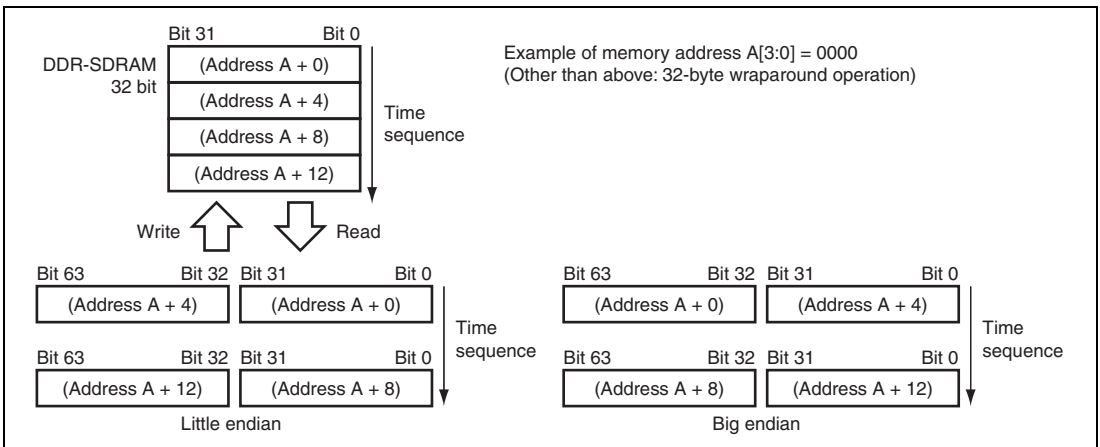 Bit 31 Bit 0
DDR-SDRAM
32 bit
(Address A + 0)
(Address A + 4)
(Address A + 8)
(Address A + 12)
Time
sequence
Example of memory address A[3:0] = 0000
(Other than above: 32-byte wraparound operation)
Write Read
Bit 63 Bit 32 Bit 31 Bit 0
(Address A + 4) (Address A + 0)
Time
sequence
Bit 63 Bit 32 Bit 31 Bit 0
(Address A + 12) (Address A + 8)
Little endian
Bit 63 Bit 32 Bit 31 Bit 0
(Address A + 0) (Address A + 4)
Time
sequence
Bit 63 Bit 32 Bit 31 Bit 0
(Address A + 8) (Address A + 12)
Big endian